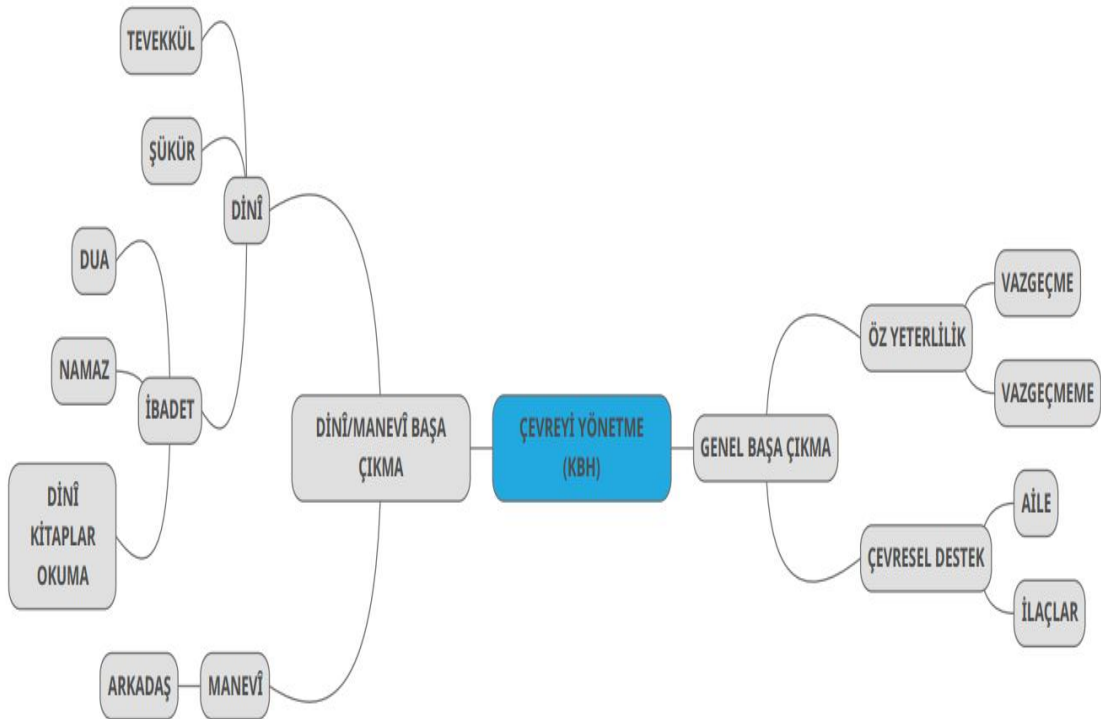 TEVEKKÜL
ŞÜKÜR
DİNÎ
DUA
NAMAZ
İBADET
DİNÎ
KİTAPLAR
OKUMA
ARKADAŞ
MANEVÎ
DİNÎ/MANEVÎ BAŞA
ÇIKMA
ÇEVREYİ YÖNETME
(KBH)
GENEL BAŞA ÇIKMA
ÖZ YETERLİLİK
VAZGEÇME
VAZGEÇMEME
ÇEVRESEL DESTEK
AİLE
İLAÇLAR